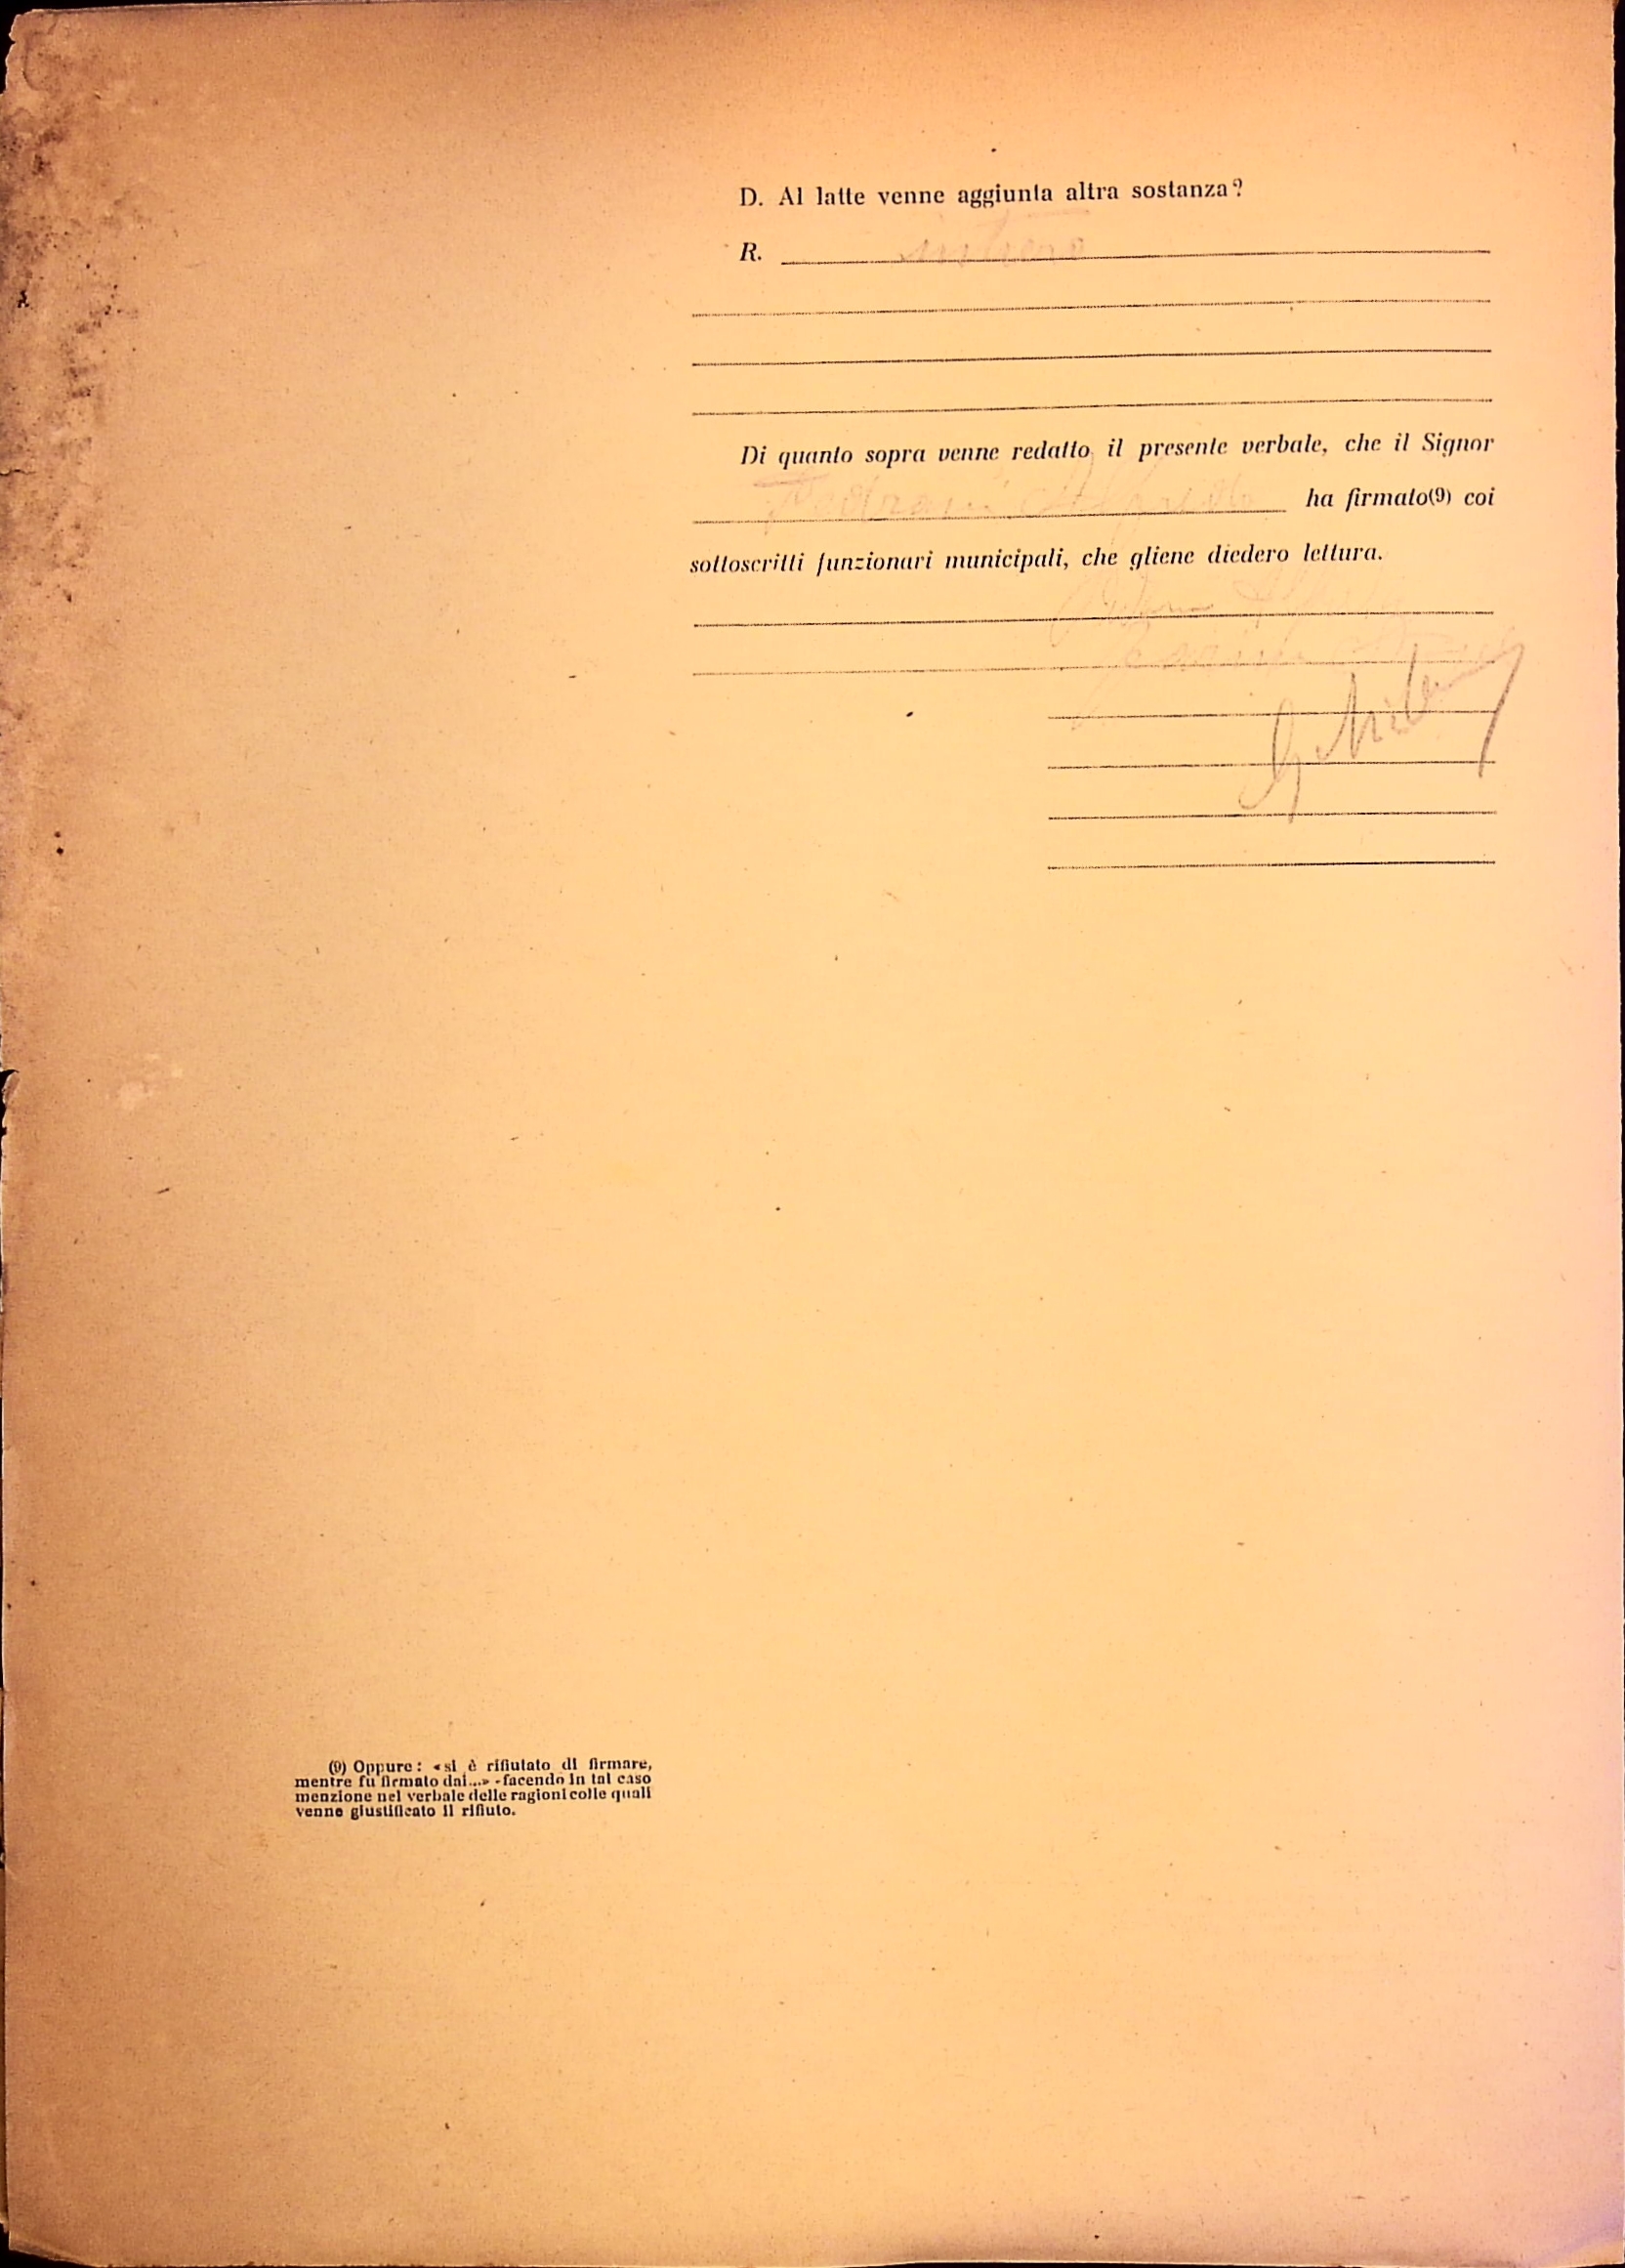 D. Al latte venne aggiunta altra sostanza?
R.
Di quanto sopra venne redatto il presente verbale, che il Signor
ha firmato(9) coi
sottoscritti funzionari municipali, che gliene diedero lettura.
(9) Oppure: «si è rifiutato di firmare,
mentre fu firmato dai...» - facendo in tal caso
menzione nel verbale delle ragioni colle quali
venne giustificato il rifiuto.